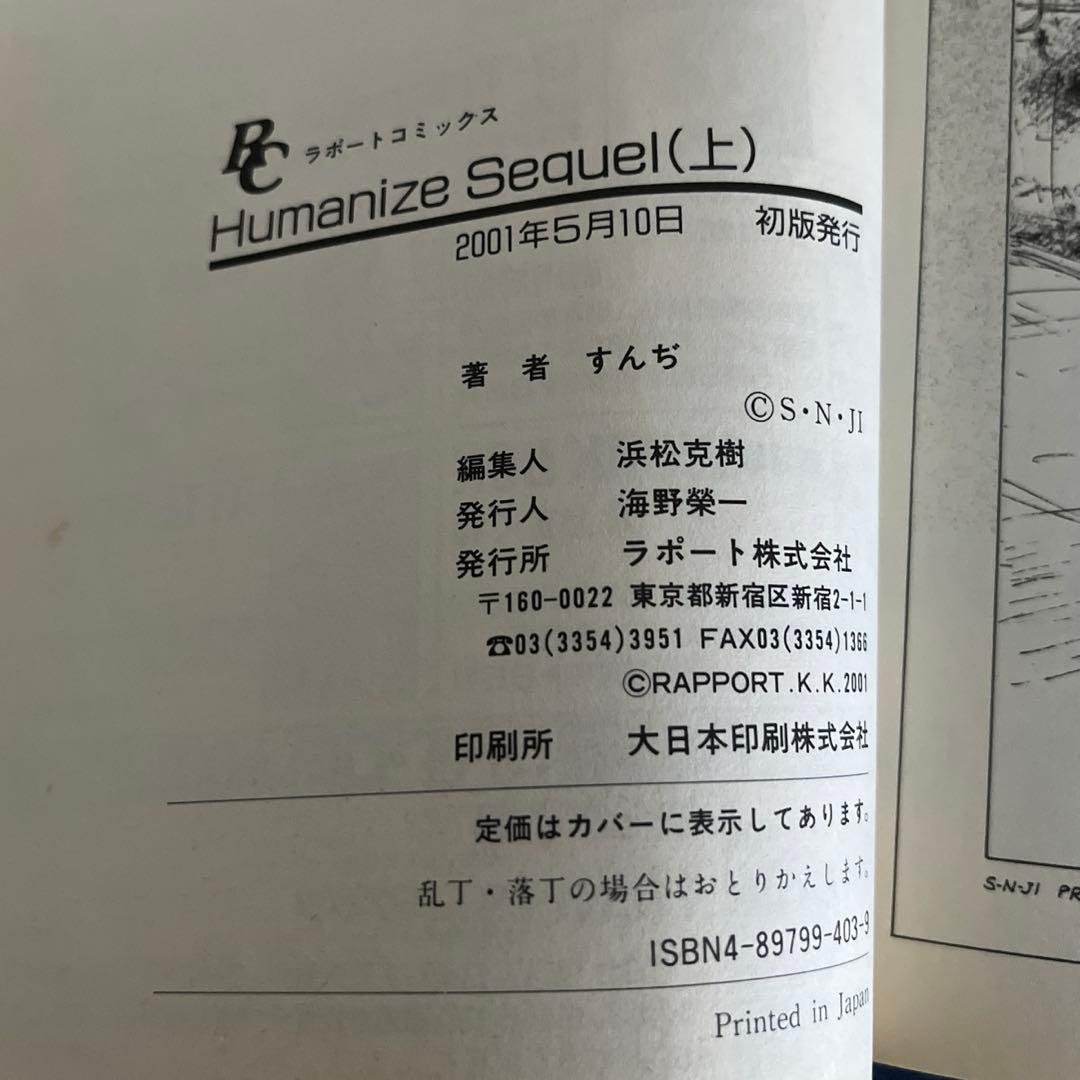 RC ラポートコミックス
Humanize Sequel(上)
2001年5月10日 初版発行
著者 すんぢ
©S・N・JI
編集人 浜松克樹
発行人 海野榮一
発行所 ラポート株式会社
〒160-0022 東京都新宿区新宿2-1-1
☎03(3354)3951 FAX03(3354)1366
©RAPPORT.K.K.2001
印刷所 大日本印刷株式会社
定価はカバーに表示してあります。
乱丁・落丁の場合はおとりかえします。
ISBN4-89799-403-9
Printed in Japan
S-N-JI